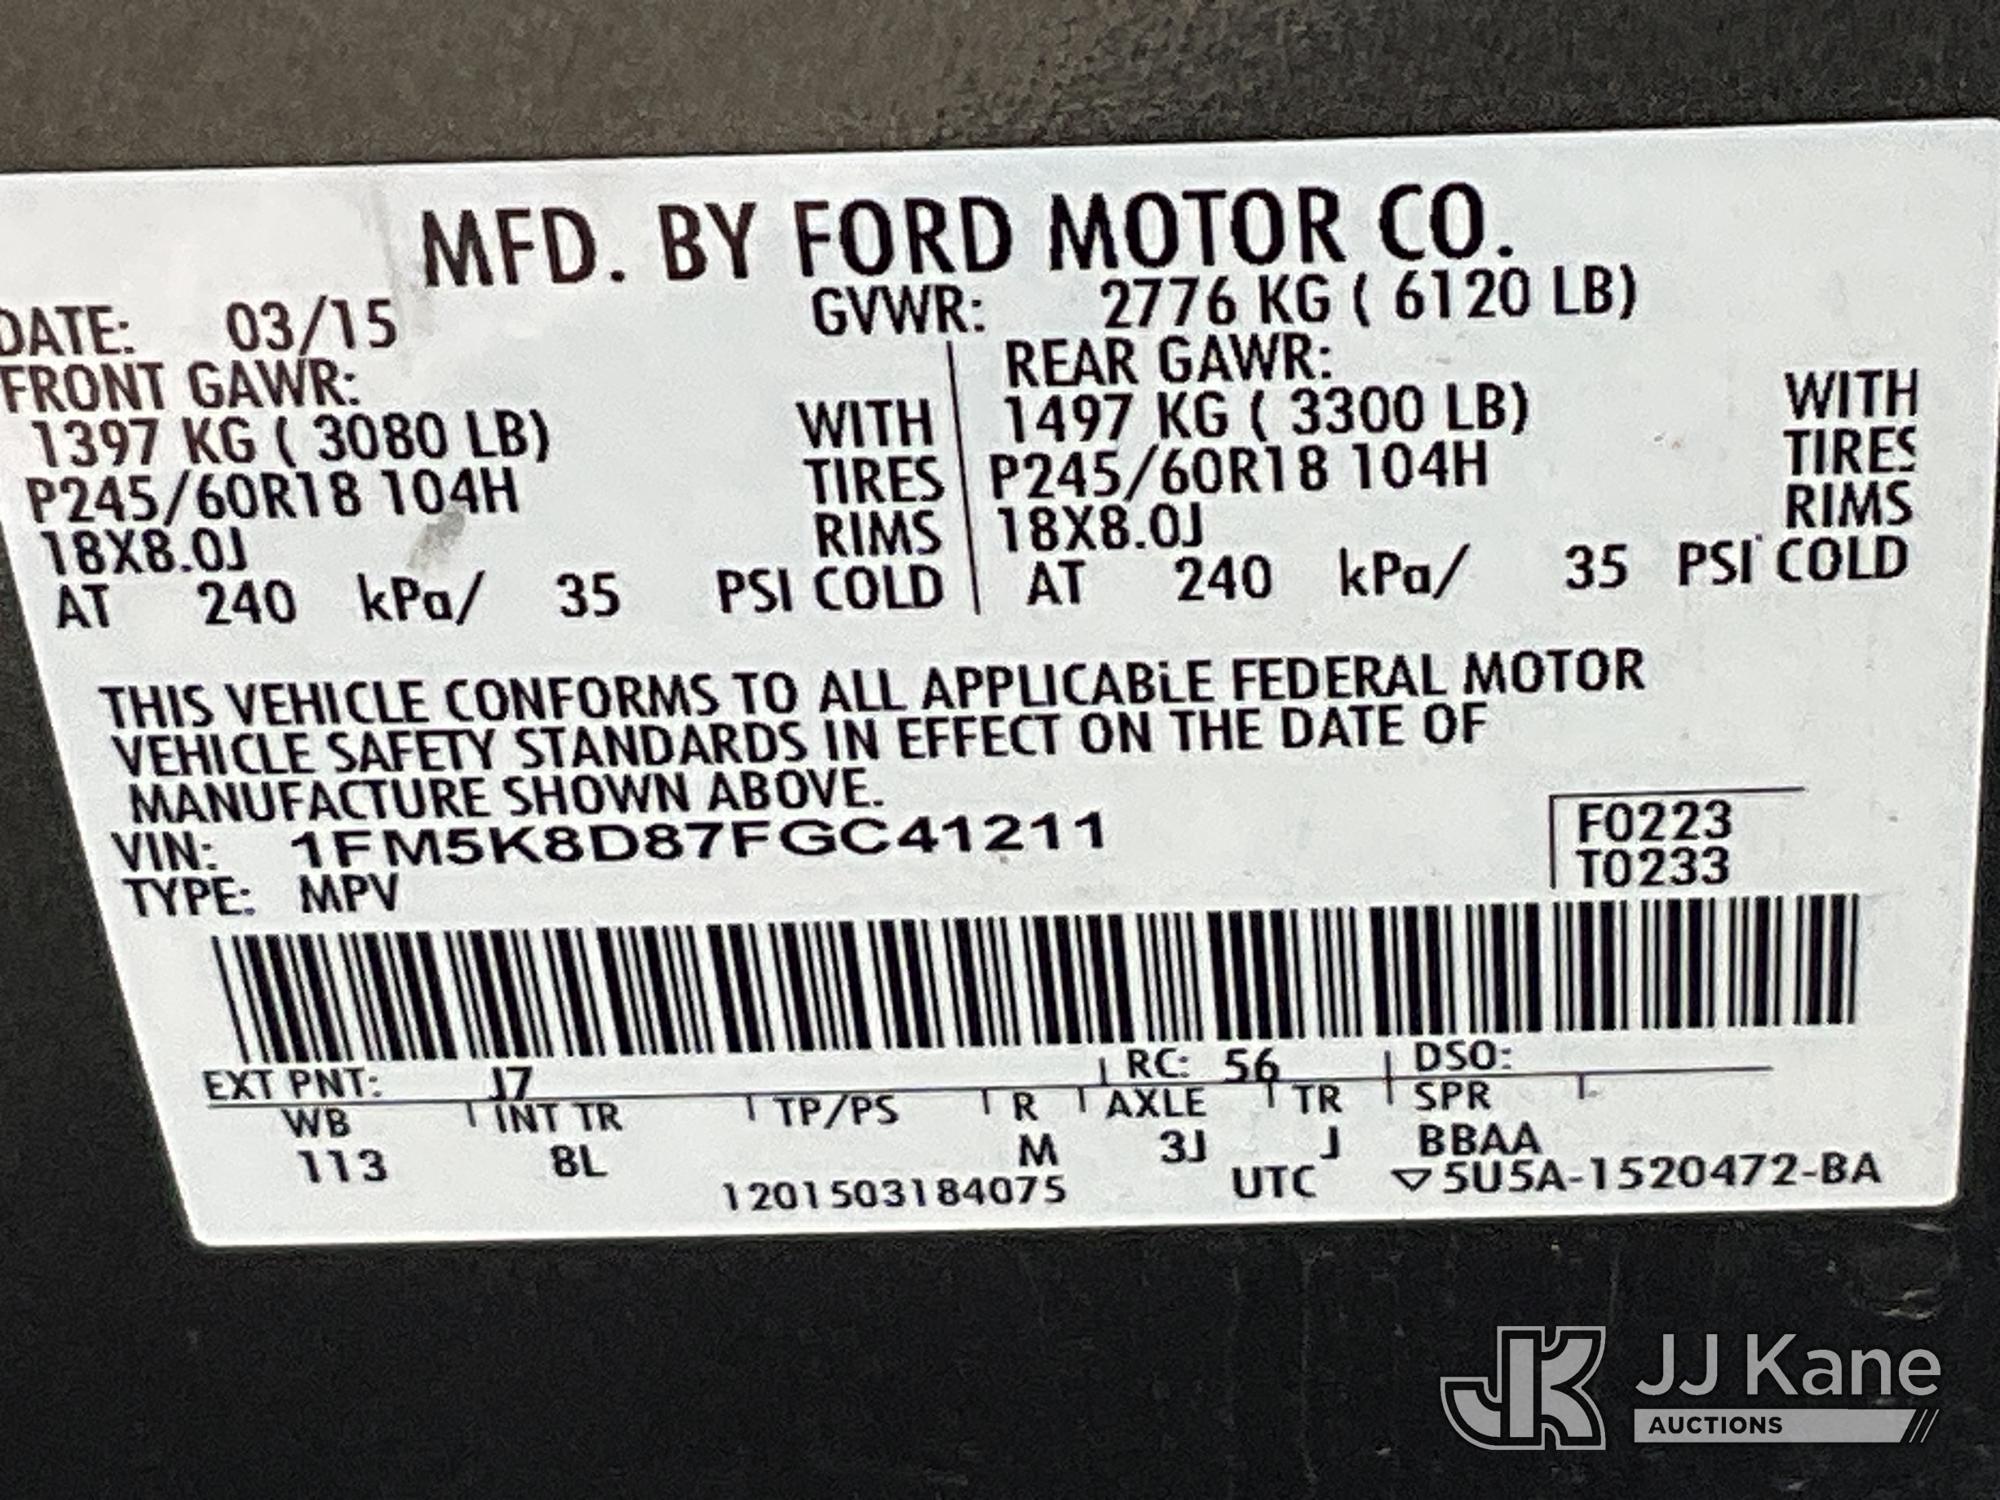 MFD. BY FORD MOTOR CO.
DATE: 03/15 GVWR: 2776 KG ( 6120 LB)
FRONT GAWR: REAR GAWR:
1397 KG ( 3080 LB) WITH 1497 KG ( 3300 LB) WITH
P245/60R18 104H TIRES P245/60R18 104H TIRES
18X8.0J RIMS 18X8.0J RIMS
AT 240 kPa/ 35 PSI COLD AT 240 kPa/ 35 PSI COLD
THIS VEHICLE CONFORMS TO ALL APPLICABLE FEDERAL MOTOR
VEHICLE SAFETY STANDARDS IN EFFECT ON THE DATE OF
MANUFACTURE SHOWN ABOVE.
VIN: 1FM5K8D87FGC41211 F0223
TYPE: MPV T0233
EXT PNT: J7 RC: 56 DSO:
WB INT TR TP/PS R AXLE TR SPR
113 8L M 3J J BBAA
1201503184075 UTC ▽5U5A-1520472-BA
JK JJ Kane
AUCTIONS